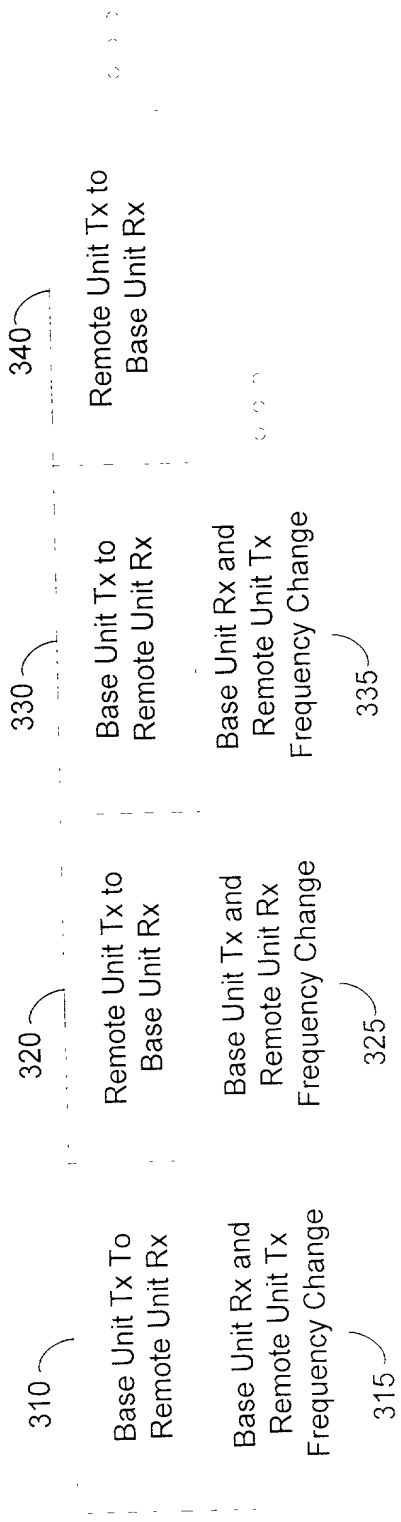 310
320
330
340
Base Unit Tx To
Remote Unit Rx
Remote Unit Tx to
Base Unit Rx
Base Unit Tx to
Remote Unit Rx
Remote Unit Tx to
Base Unit Rx
Base Unit Rx and
Remote Unit Tx
Frequency Change
Base Unit Tx and
Remote Unit Rx
Frequency Change
Base Unit Rx and
Remote Unit Tx
Frequency Change
315
325
335